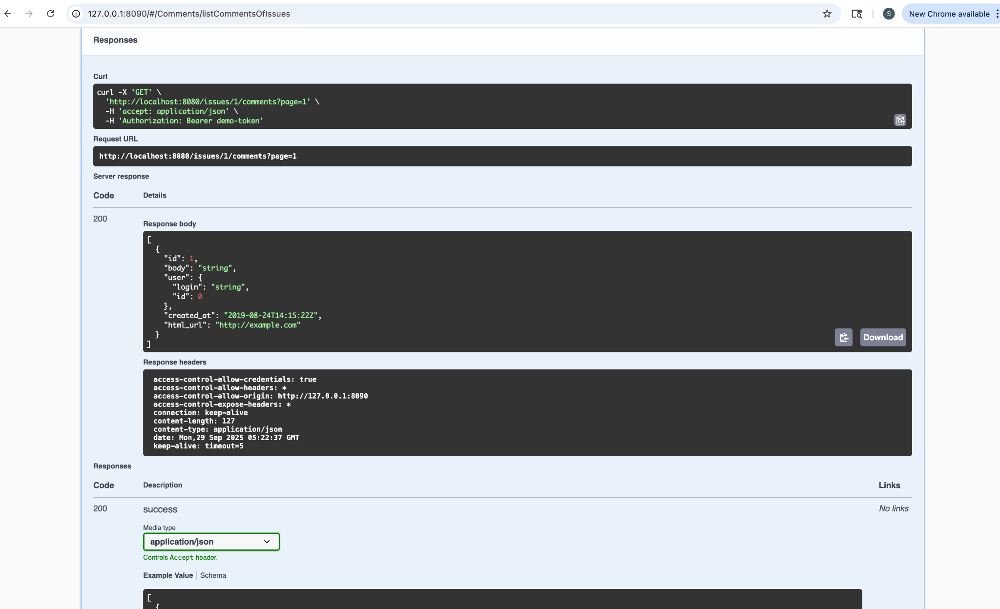 127.0.0.1:8090/#/Comments/listCommentsOfIssues
S
New Chrome available
Responses
Curl
curl -X 'GET' \
'http://localhost:8080/issues/1/comments?page=1' \
-H 'accept: application/json' \
-H 'Authorization: Bearer demo-token'
Request URL
http://localhost:8080/issues/1/comments?page=1
Server response
Code Details
200
Response body
[
{
"id": 1,
"body": "string",
"user": {
"login": "string",
"id": 0
},
"created_at": "2019-08-24T14:15:22Z",
"html_url": "http://example.com"
}
]
Download
Response headers
access-control-allow-credentials: true
access-control-allow-headers: *
access-control-allow-origin: http://127.0.0.1:8090
access-control-expose-headers: *
connection: keep-alive
content-length: 127
content-type: application/json
date: Mon,29 Sep 2025 05:22:37 GMT
keep-alive: timeout=5
Responses
Code Description Links
200 success No links
Media type
application/json
Controls Accept header.
Example Value Schema
[
{